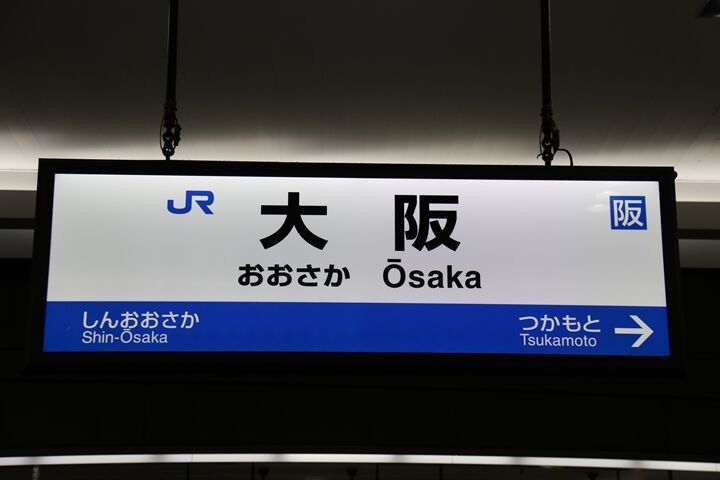 JR 大阪 阪
おおさか Ōsaka
しんおおさか つかもと →
Shin-Ōsaka Tsukamoto